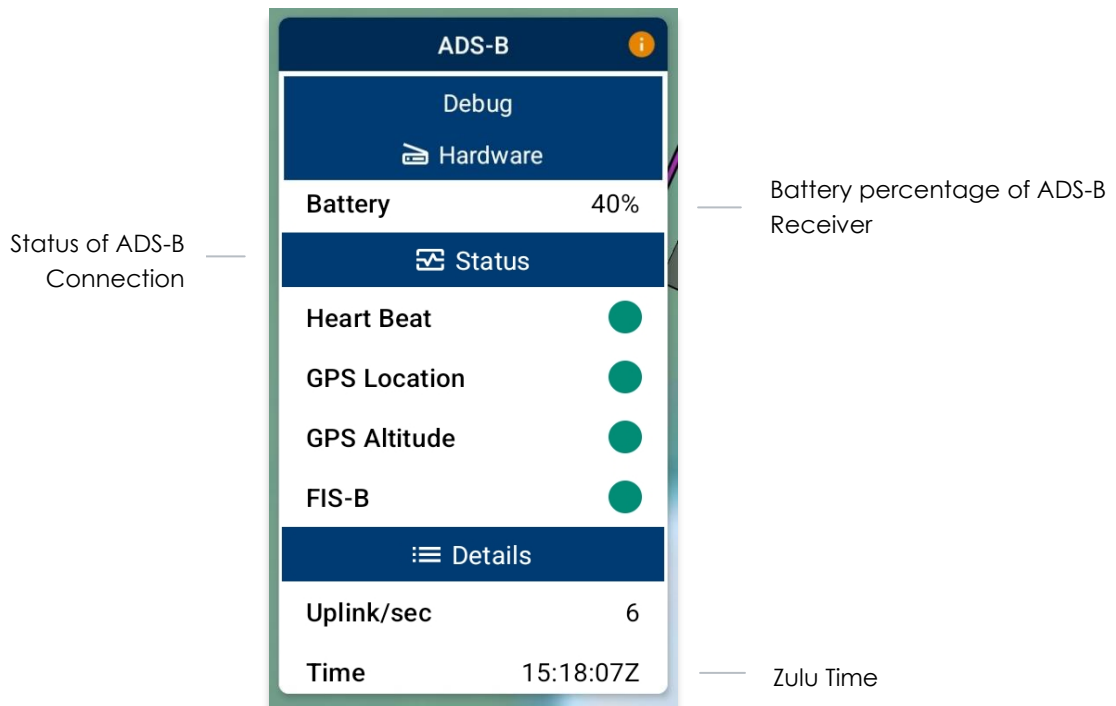 ADS-B
Debug
Hardware
Battery 40%
Battery percentage of ADS-B
Receiver
Status of ADS-B
Connection
Status
Heart Beat
GPS Location
GPS Altitude
FIS-B
Details
Uplink/sec 6
Time 15:18:07Z
Zulu Time